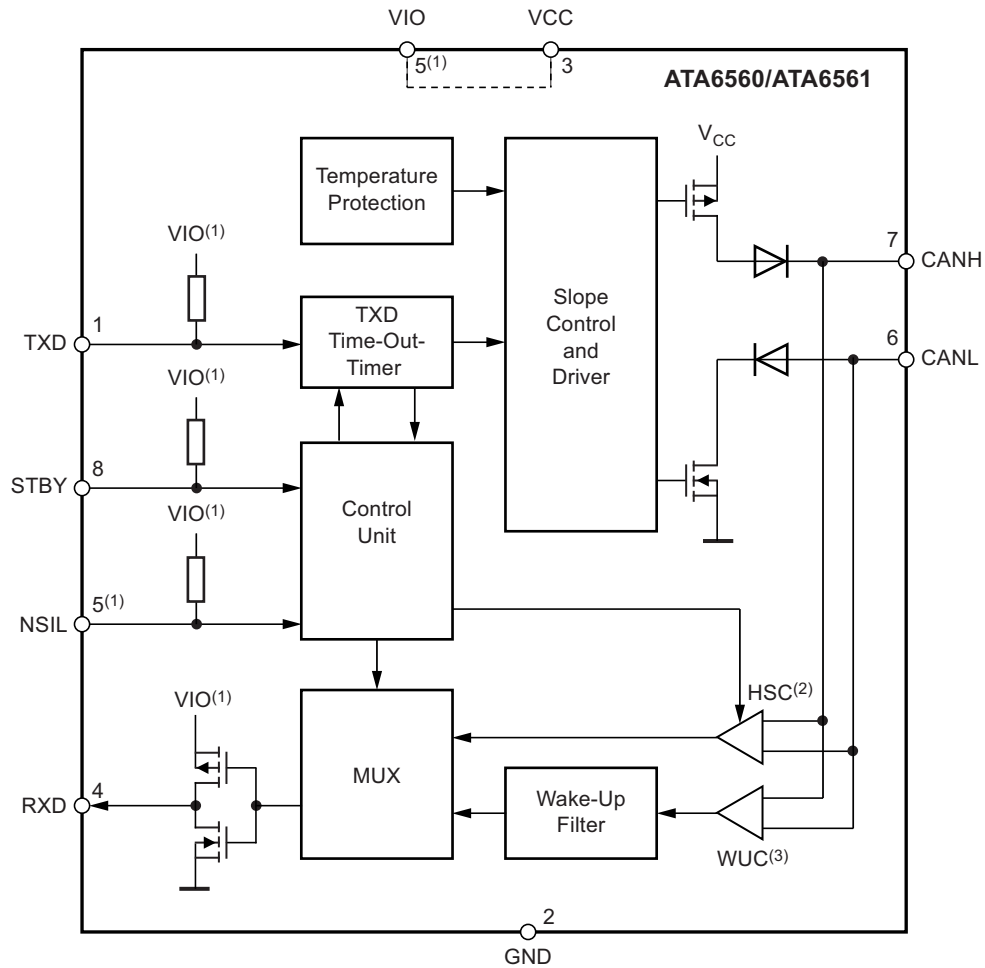 VIO
VCC
5(1)
3
ATA6560/ATA6561
VCC
Temperature
Protection
VIO(1)
7
CANH
1
TXD
TXD
Time-Out-
Timer
Slope
Control
and
Driver
6
CANL
VIO(1)
8
STBY
Control
Unit
VIO(1)
5(1)
NSIL
HSC(2)
VIO(1)
MUX
4
RXD
Wake-Up
Filter
WUC(3)
2
GND